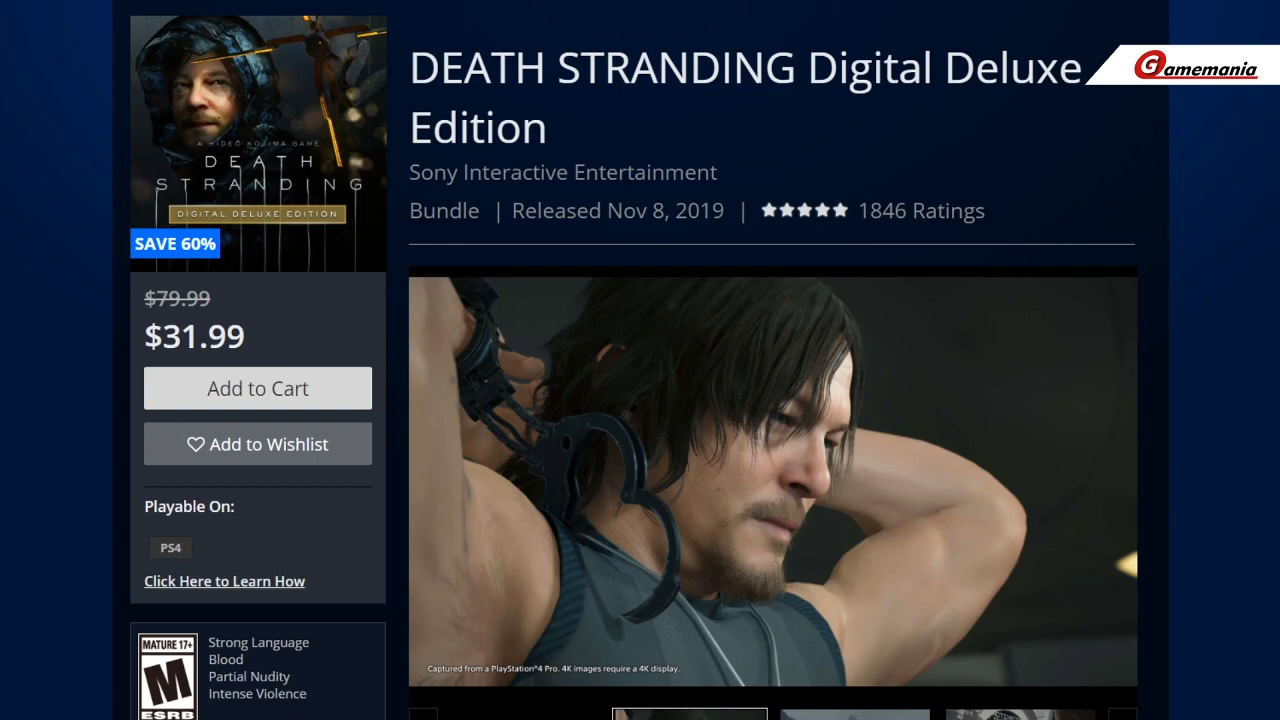 DEATH STRANDING Digital Deluxe
Edition
Gamemania
Sony Interactive Entertainment
Bundle | Released Nov 8, 2019 | ★★★★★ 1846 Ratings
A HIDEO KOJIMA GAME
DEATH
STRANDING
DIGITAL DELUXE EDITION
SAVE 60%
$79.99
$31.99
Add to Cart
♡ Add to Wishlist
Playable On:
PS4
Click Here to Learn How
MATURE 17+
M
ESRB
Strong Language
Blood
Partial Nudity
Intense Violence
Captured from a PlayStation®4 Pro. 4K images require a 4K display.